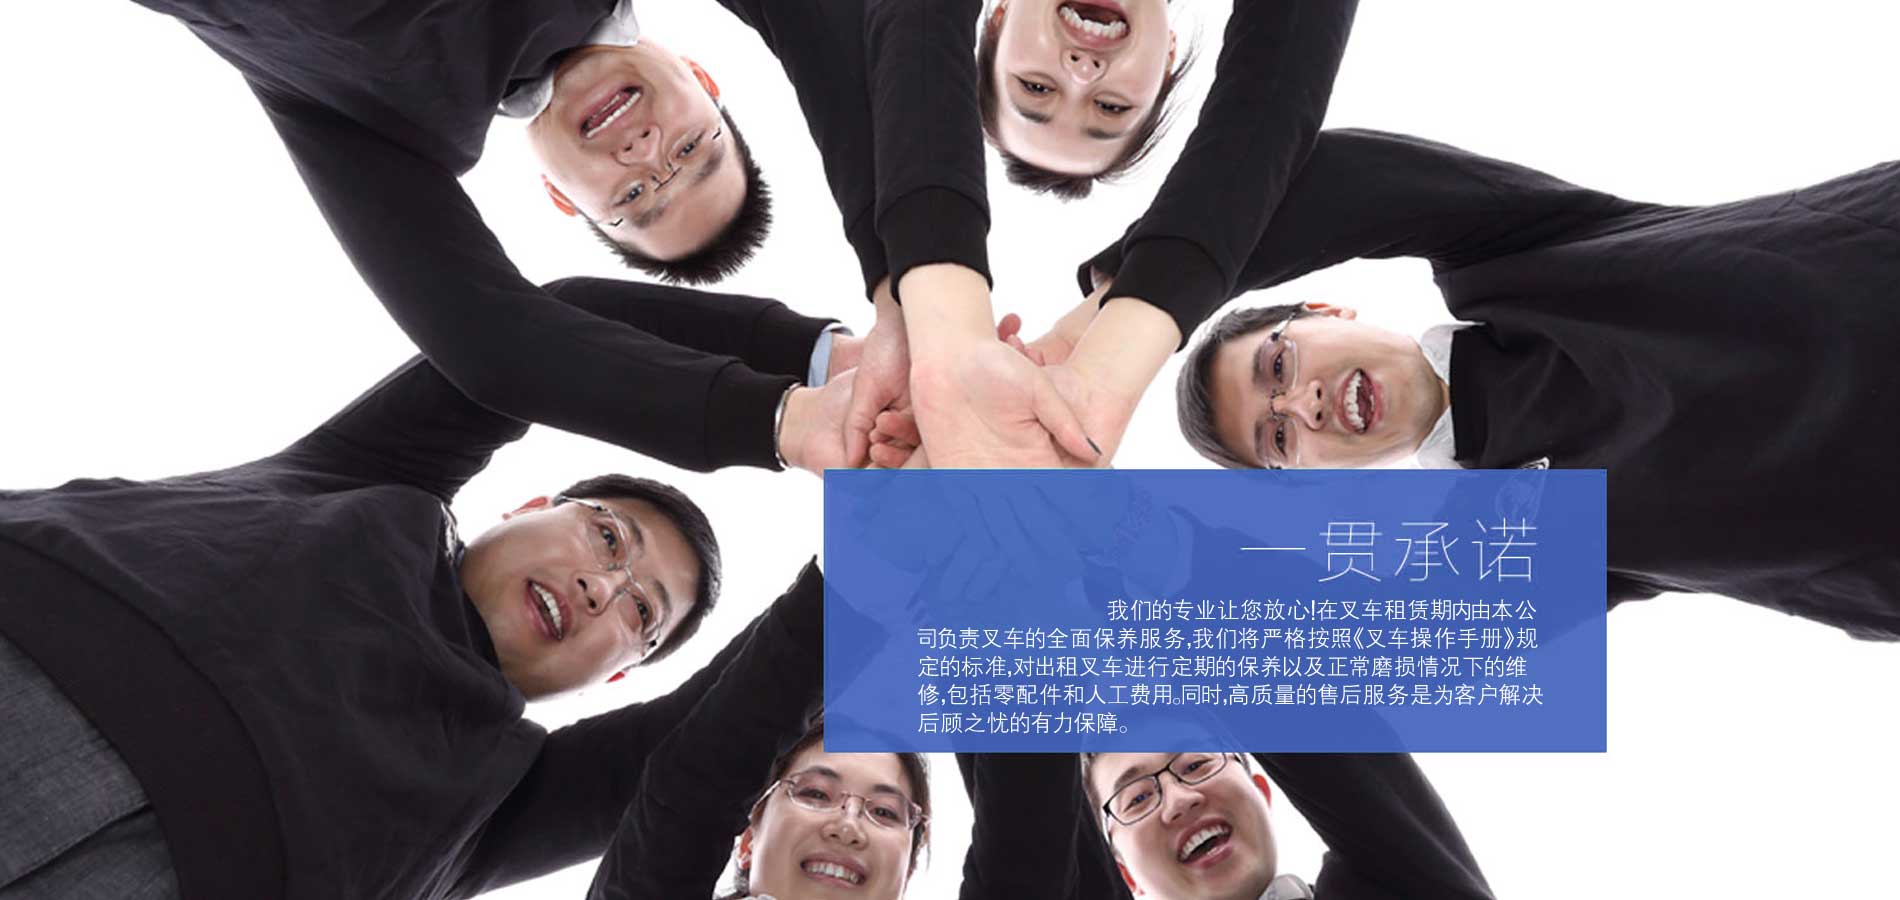 一贯承诺
我们的专业让您放心!在叉车租赁期内由本公
司负责叉车的全面保养服务,我们将严格按照《叉车操作手册》规
定的标准,对出租叉车进行定期的保养以及正常磨损情况下的维
修,包括零配件和人工费用。同时,高质量的售后服务是为客户解决
后顾之忧的有力保障。